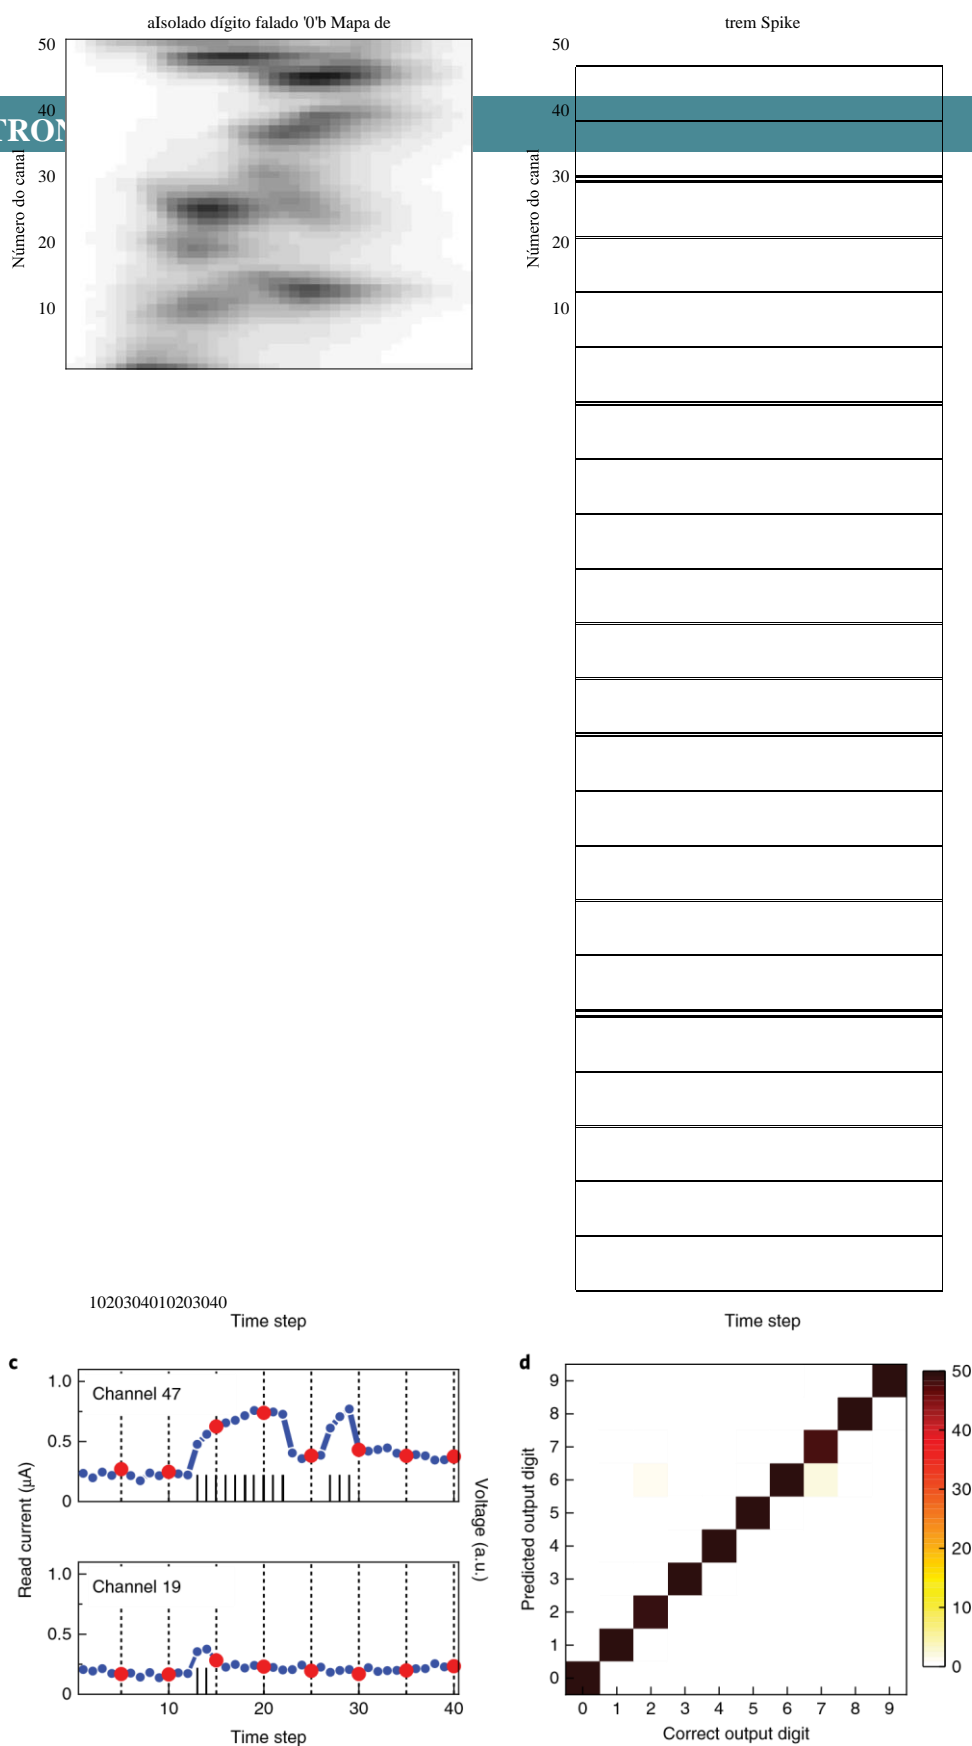 aIsolado dígito falado '0'b Mapa de
trem Spike
50
40
30
20
10
Número do canal
50
40
30
20
10
Número do canal
1020304010203040
Time step
Time step
c
Channel 47
1.0
0.5
0
Channel 19
1.0
0.5
0
Read current (μA)
Voltage (a.u.)
10 20 30 40
Time step
d
9
8
7
6
5
4
3
2
1
0
Predicted output digit
0 1 2 3 4 5 6 7 8 9
Correct output digit
50
40
30
20
10
0